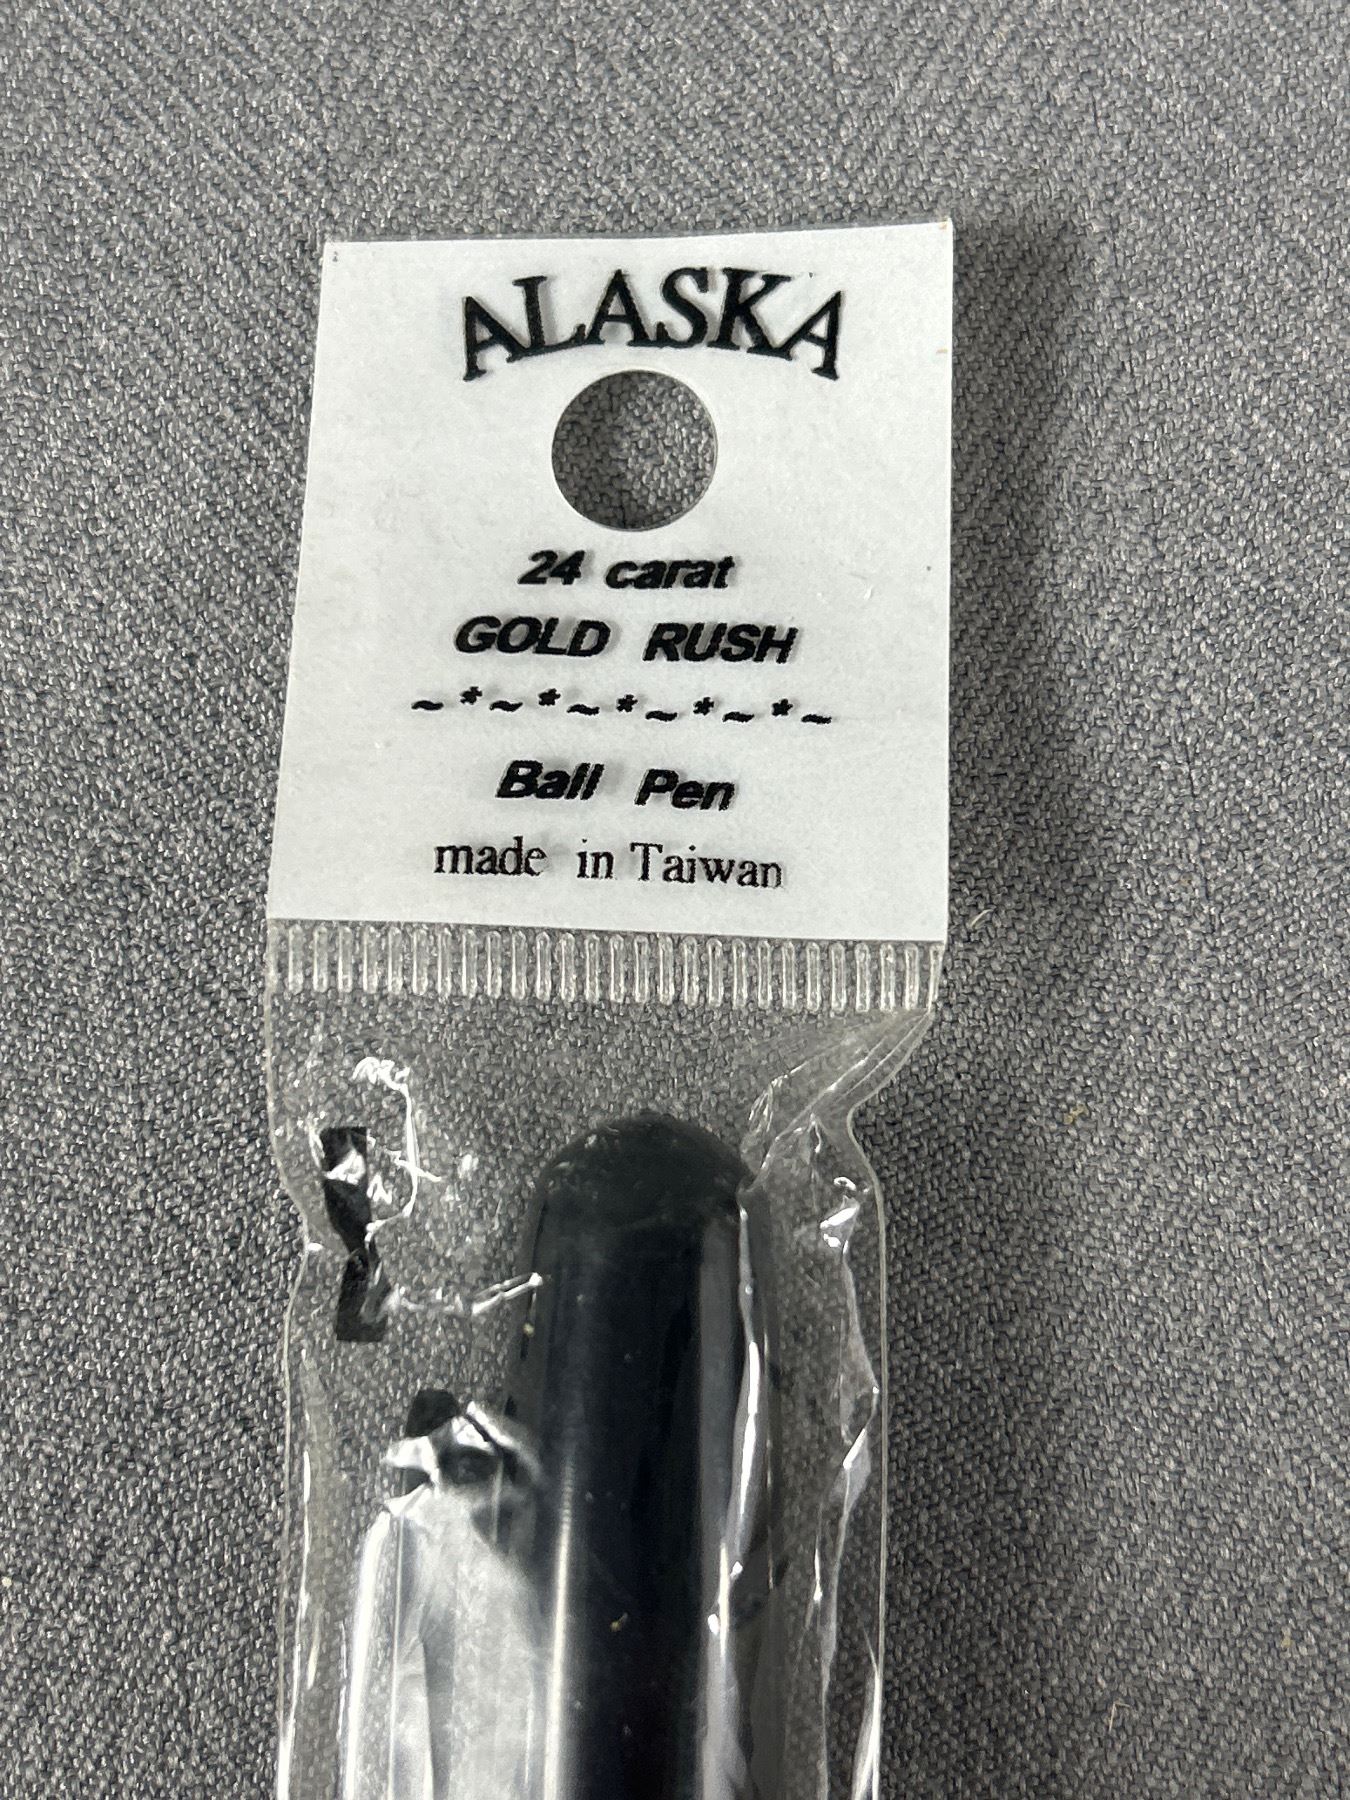 ALASKA
24 carat
GOLD RUSH
~*~*~*~*~*~
Ball Pen
made in Taiwan